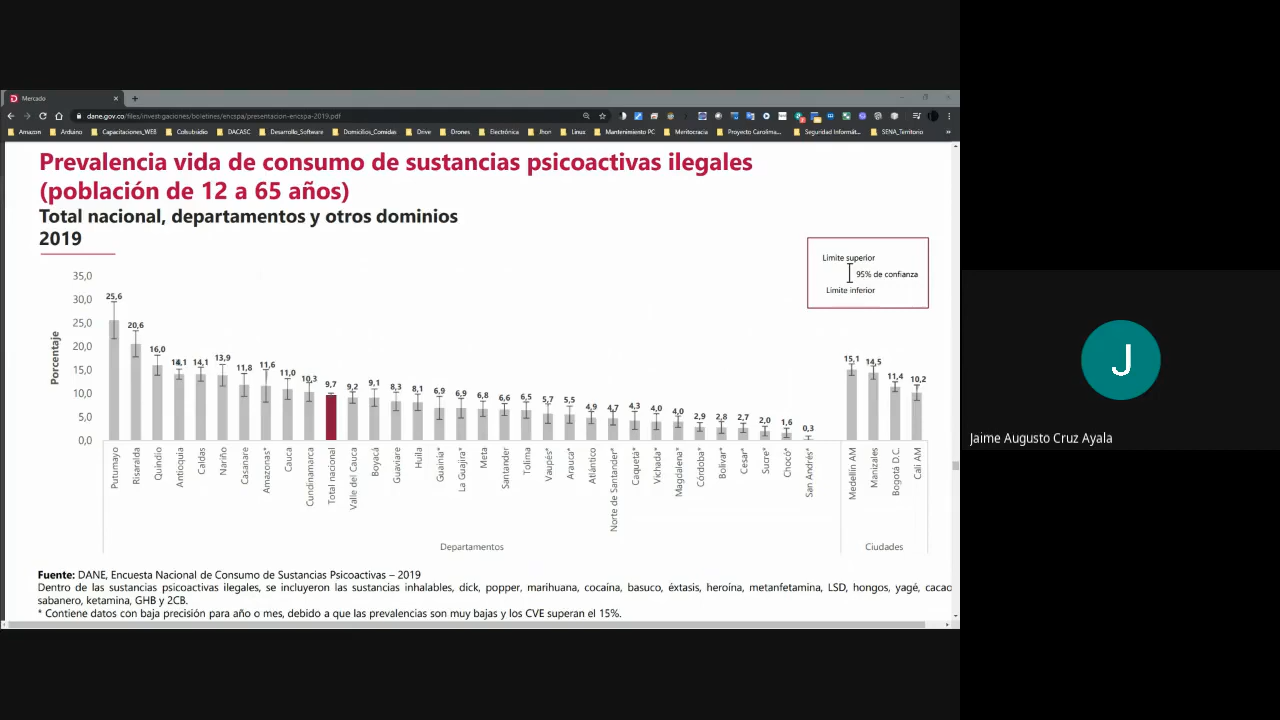 Mercado
dane.gov.co/files/investigaciones/boletines/encspa/presentacion-encspa-2019.pdf
Amazon Arduino Capacitaciones_WEB Colsubsidio DACASC Desarrollo_Software Domicilios_Comidas Drive Drones Electrónica Jhon Linux Mantenimiento PC Meritocracia Proyecto Carolima... Seguridad Informát... SENA_Territorio »
Prevalencia vida de consumo de sustancias psicoactivas ilegales
(población de 12 a 65 años)
Total nacional, departamentos y otros dominios
2019
Limite superior
95% de confianza
Limite inferior
Porcentaje
35,0
30,0
25,0
20,0
15,0
10,0
5,0
0,0
25,6 20,6 16,0 14,1 14,1 13,9 11,8 11,6 11,0 10,3 9,7 9,2 9,1 8,3 8,1 6,9 6,9 6,8 6,6 6,5 5,7 5,5 4,9 4,7 4,3 4,0 4,0 2,9 2,8 2,7 2,0 1,6 0,3 15,1 14,5 11,4 10,2
Putumayo Risaralda Quindio Antioquia Caldas Nariño Casanare Amazonas* Cauca Cundinamarca Total nacional Valle del Cauca Boyacá Guaviare Huila Guainía* La Guajira* Meta Santander Tolima Vaupés* Arauca* Atlántico Norte de Santander* Caquetá* Vichada* Magdalena* Córdoba* Bolívar* Cesar* Sucre* Chocó* San Andrés* Medellín AM Manizales Bogotá D.C. Cali AM
Departamentos Ciudades
Fuente: DANE, Encuesta Nacional de Consumo de Sustancias Psicoactivas – 2019
Dentro de las sustancias psicoactivas ilegales, se incluyeron las sustancias inhalables, dick, popper, marihuana, cocaína, basuco, éxtasis, heroína, metanfetamina, LSD, hongos, yagé, cacao
sabanero, ketamina, GHB y 2CB.
* Contiene datos con baja precisión para año o mes, debido a que las prevalencias son muy bajas y los CVE superan el 15%.
J
Jaime Augusto Cruz Ayala